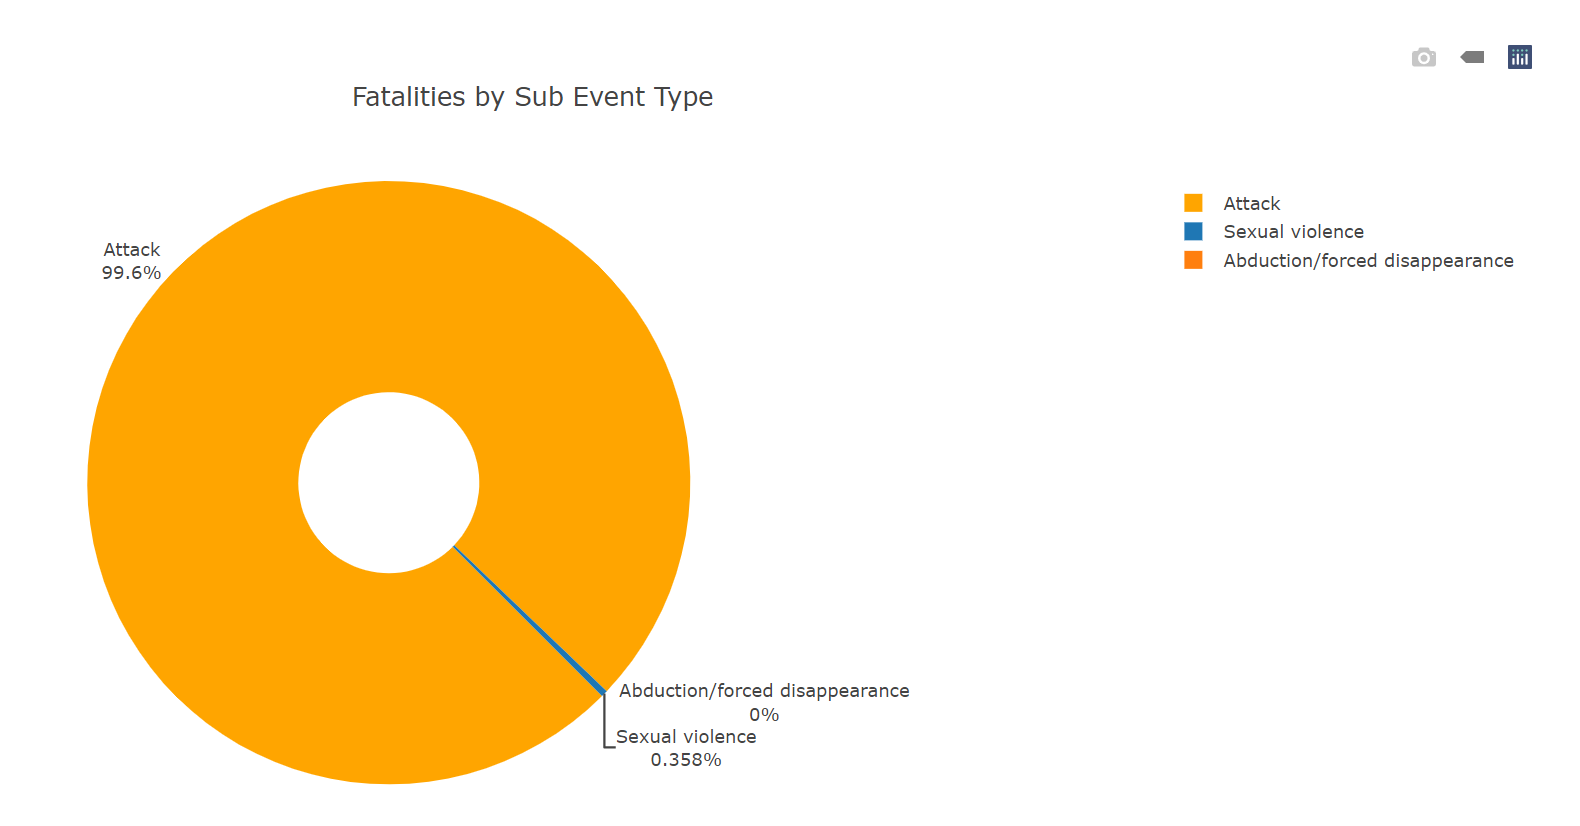 Fatalities by Sub Event Type
Attack
99.6%
Attack
Sexual violence
Abduction/forced disappearance
Abduction/forced disappearance
0%
Sexual violence
0.358%